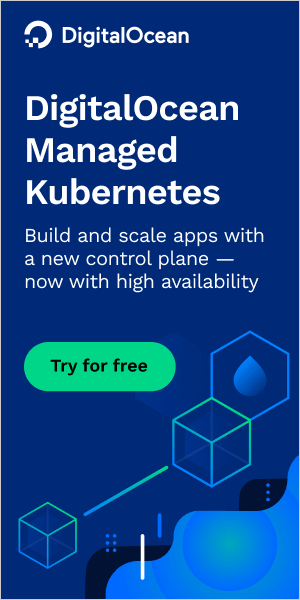 DigitalOcean
DigitalOcean
Managed
Kubernetes
Build and scale apps with
a new control plane —
now with high availability
Try for free